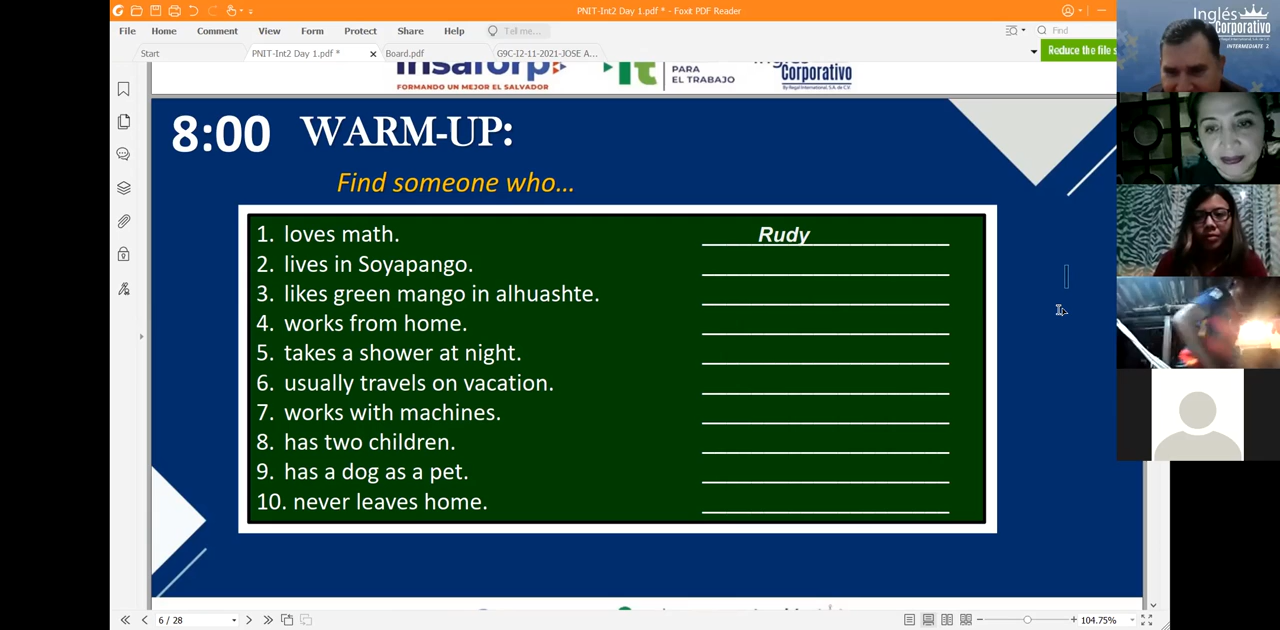 PNIT-Int2 Day 1.pdf * - Foxit PDF Reader
File Home Comment View Form Protect Share Help Tell me... Find
Start PNIT-Int2 Day 1.pdf * Board.pdf G9C-I2-11-2021-JOSE A...
Reduce the file s
Inglés
Corporativo
INTERMEDIATE 2
insaforp
FORMANDO UN MEJOR EL SALVADOR
PARA
EL TRABAJO
Corporativo
8:00 WARM-UP:
Find someone who...
1. loves math. Rudy
2. lives in Soyapango.
3. likes green mango in alhuashte.
4. works from home.
5. takes a shower at night.
6. usually travels on vacation.
7. works with machines.
8. has two children.
9. has a dog as a pet.
10. never leaves home.
6 / 28 104.75%